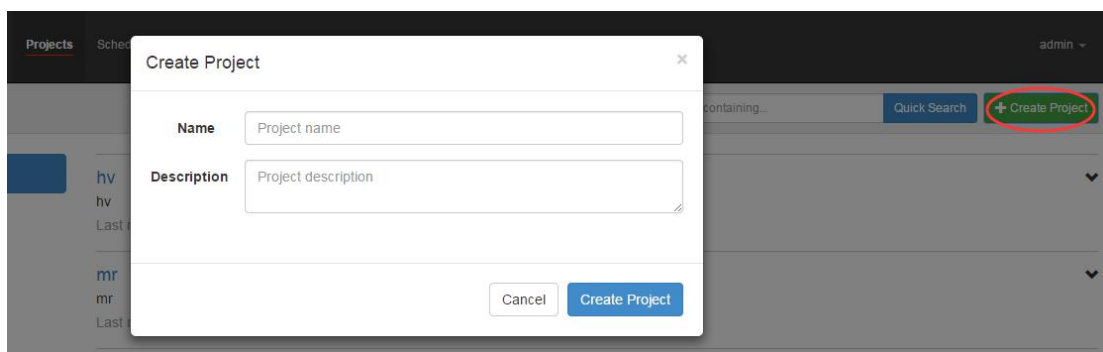 Projects Sched admin
Create Project ×
containing... Quick Search + Create Project
Name Project name
Description Project description
hv
hv
Last
mr
mr
Last
Cancel Create Project